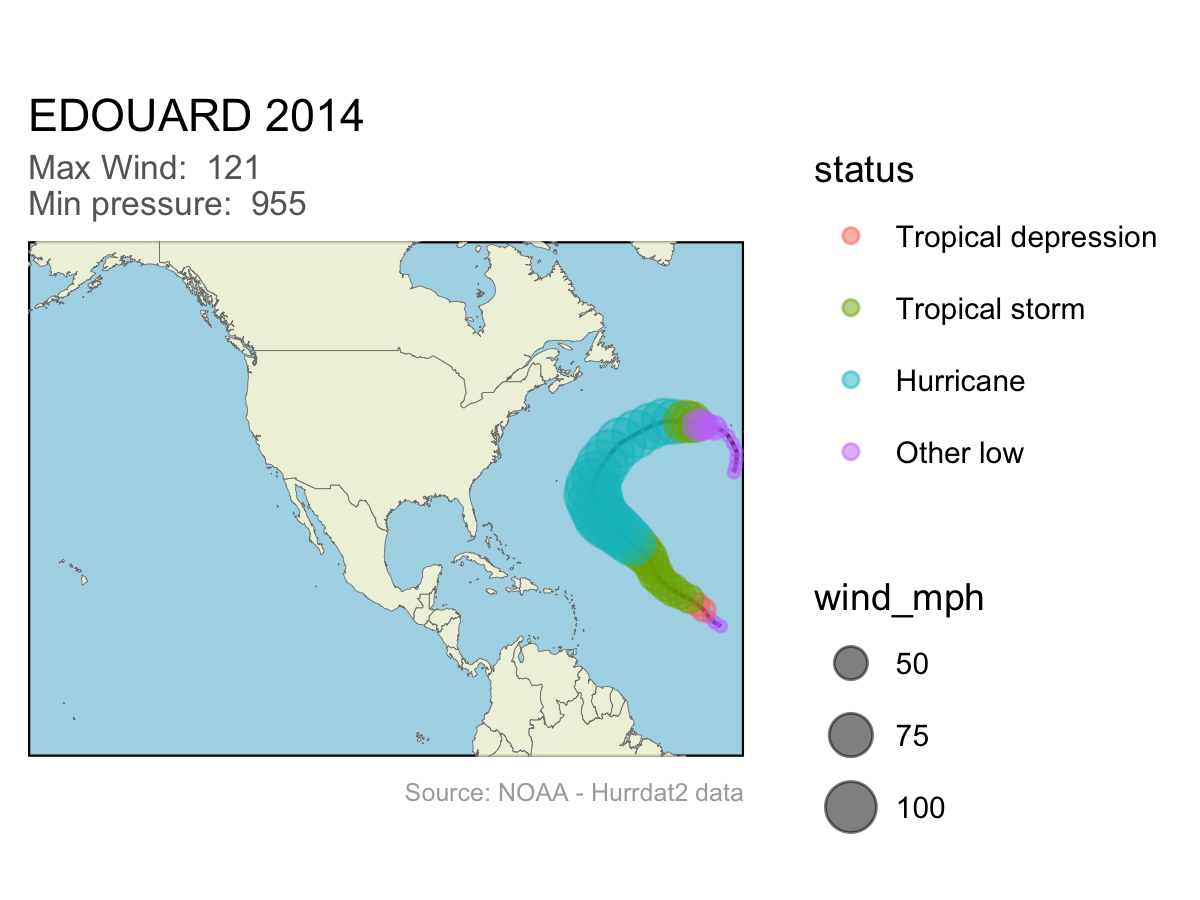 EDOUARD 2014
Max Wind:  121
Min pressure:  955
status
Tropical depression
Tropical storm
Hurricane
Other low
wind_mph
50
75
100
Source: NOAA - Hurrdat2 data